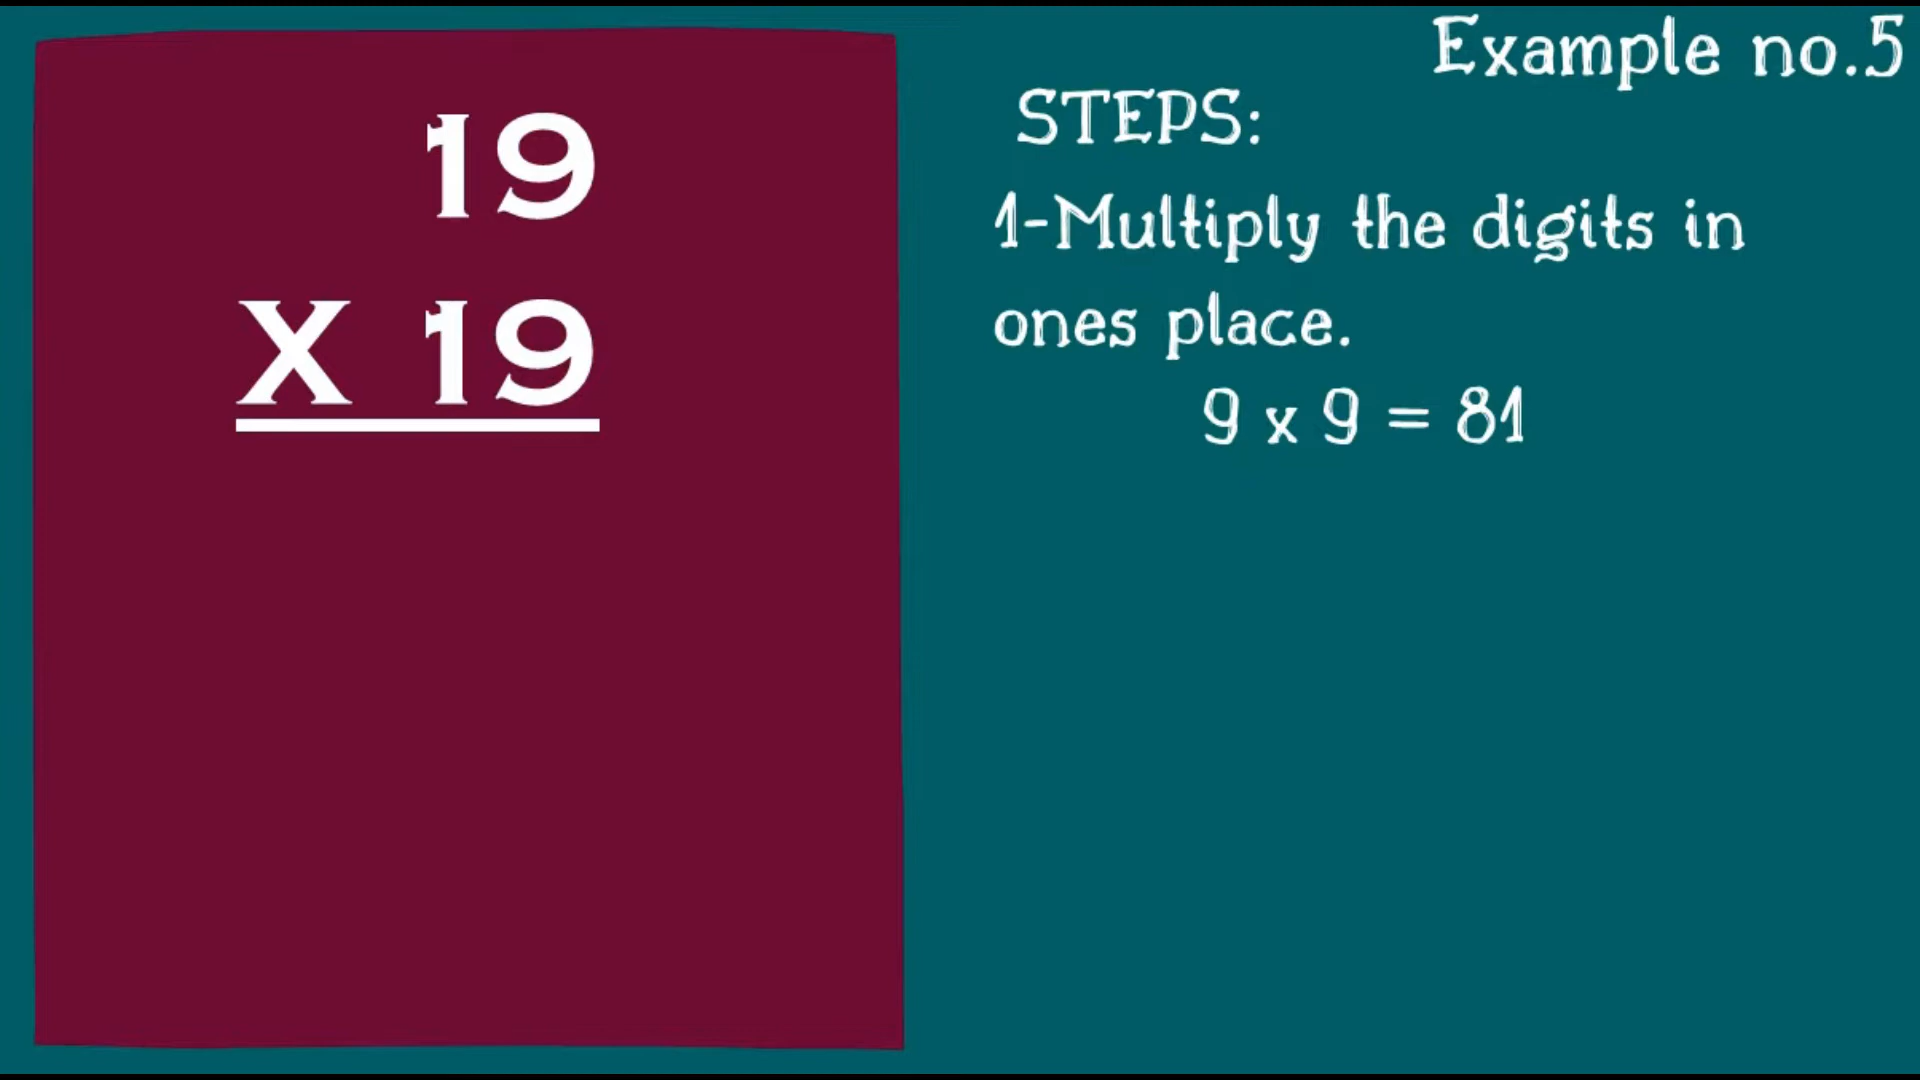 19
X 19
Example no.5
STEPS:
1-Multiply the digits in
ones place.
9 x 9 = 81